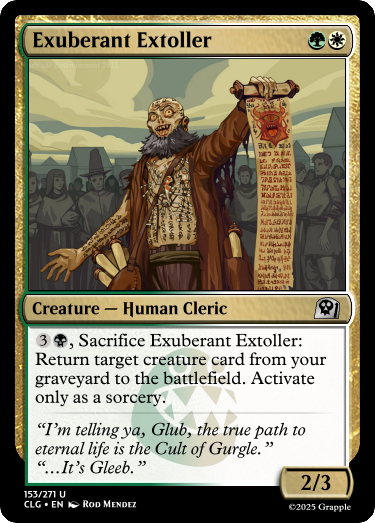 Exuberant Extoller
Creature — Human Cleric
3 , Sacrifice Exuberant Extoller:
Return target creature card from your
graveyard to the battlefield. Activate
only as a sorcery.
“I’m telling ya, Glub, the true path to
eternal life is the Cult of Gurgle.”
“…It’s Gleeb.”
2/3
153/271 U
CLG • EN Rod Mendez
©2025 Grapple